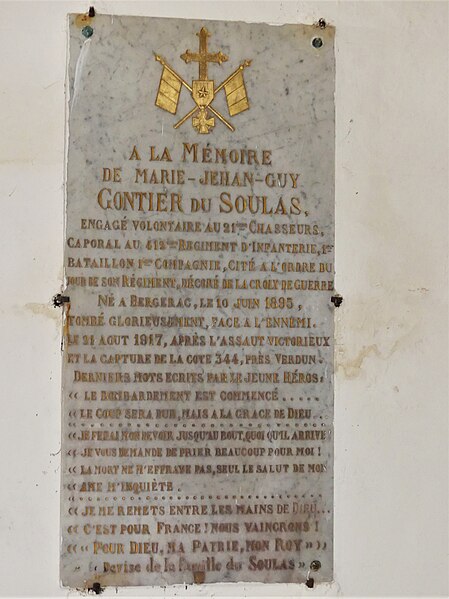 A LA MÉMOIRE
DE MARIE-JEHAN-GUY
GONTIER DU SOULAS,
ENGAGÉ VOLONTAIRE AU 21ème CHASSEURS,
CAPORAL AU 412ème REGIMENT D'INFANTERIE, 1er
BATAILLON 1ère COMPAGNIE, CITÉ A L'ORDRE DU
JOUR DE SON RÉGIMENT, DÉCORÉ DE LA CROIX DE GUERRE
NÉ A BERGERAC, LE 10 JUIN 1895,
TOMBÉ GLORIEUSEMENT, FACE A L'ENNEMI.
LE 21 AOUT 1917, APRÈS L'ASSAUT VICTORIEUX
ET LA CAPTURE DE LA COTE 344, PRÈS VERDUN.
DERNIERS MOTS ECRITS PAR LE JEUNE HÉROS:
« LE BOMBARDEMENT EST COMMENCÉ.....
« LE COUP SERA DUR, MAIS A LA GRACE DE DIEU..
« JE FERAI MON DEVOIR JUSQU'AU BOUT, QUOI QU'IL ARRIVE!
« JE VOUS DEMANDE DE PRIER BEAUCOUP POUR MOI!
« LA MORT NE M'EFFRAYE PAS, SEUL LE SALUT DE MON
« AME M'INQUIÈTE.
« JE ME REMETS ENTRE LES MAINS DE DIEU...
« C'EST POUR FRANCE! NOUS VAINCRONS!
« « POUR DIEU, MA PATRIE, MON ROY » »
« Devise de la famille du SOULAS »